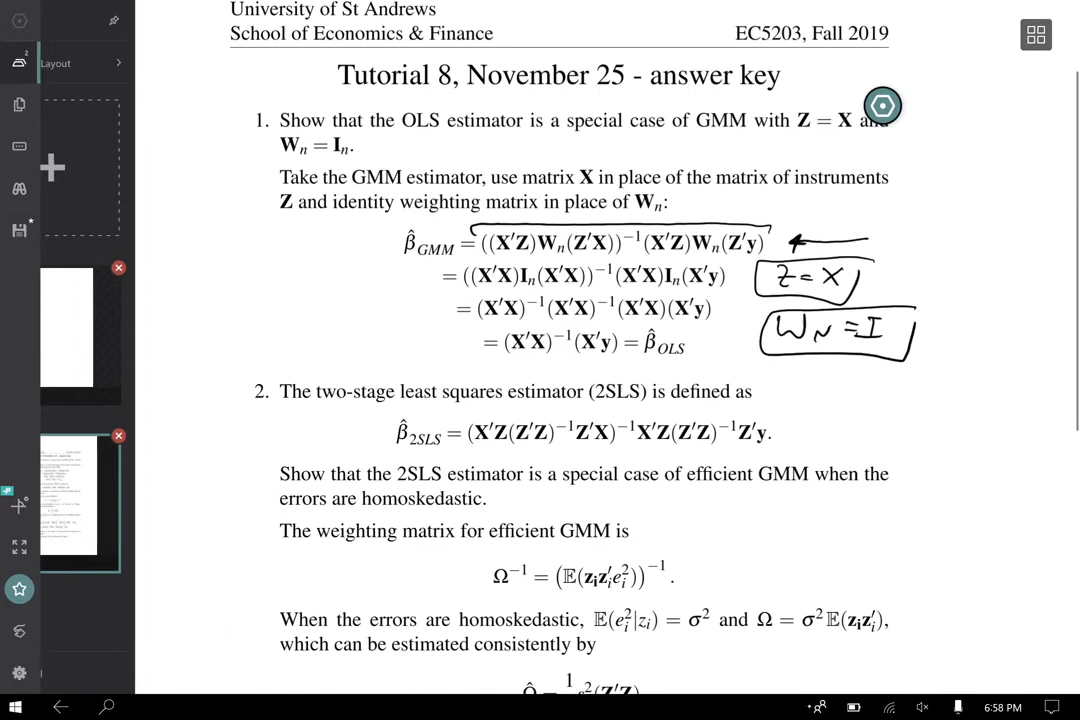 University of St Andrews
School of Economics & Finance EC5203, Fall 2019
Layout
Tutorial 8, November 25 - answer key
1. Show that the OLS estimator is a special case of GMM with Z = X and
Wₙ = Iₙ.
Take the GMM estimator, use matrix X in place of the matrix of instruments
Z and identity weighting matrix in place of Wₙ:
β̂_GMM = ((X′Z)Wₙ(Z′X))⁻¹(X′Z)Wₙ(Z′y)
= ((X′X)Iₙ(X′X))⁻¹(X′X)Iₙ(X′y)
Z = X
= (X′X)⁻¹(X′X)⁻¹(X′X)(X′y)
W_N = I
= (X′X)⁻¹(X′y) = β̂_OLS
2. The two-stage least squares estimator (2SLS) is defined as
β̂_2SLS = (X′Z(Z′Z)⁻¹Z′X)⁻¹X′Z(Z′Z)⁻¹Z′y.
Show that the 2SLS estimator is a special case of efficient GMM when the
errors are homoskedastic.
The weighting matrix for efficient GMM is
Ω⁻¹ = (𝔼(zᵢz′ᵢe²ᵢ))⁻¹.
When the errors are homoskedastic, 𝔼(e²ᵢ|zᵢ) = σ² and Ω = σ²𝔼(zᵢz′ᵢ),
which can be estimated consistently by
6:58 PM